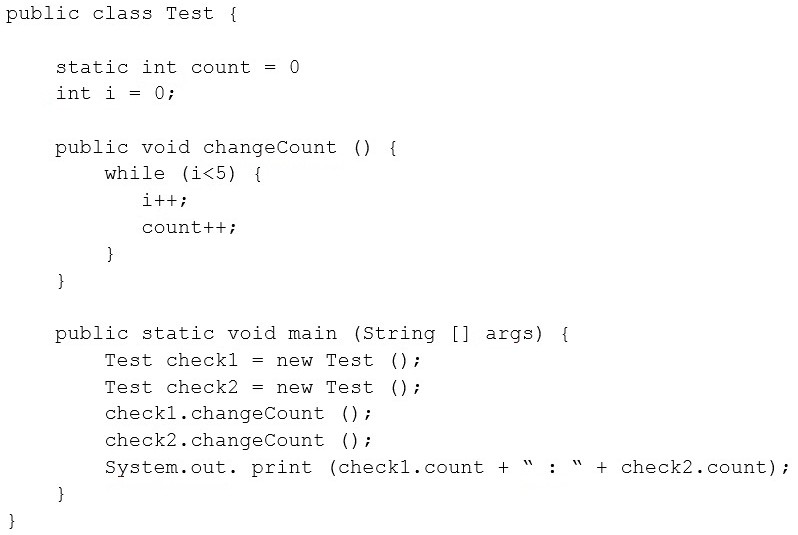 public class Test {
static int count = 0
int i = 0;
public void changeCount () {
while (i<5) {
i++;
count++;
}
}
public static void main (String [] args) {
Test check1 = new Test ();
Test check2 = new Test ();
check1.changeCount ();
check2.changeCount ();
System.out. print (check1.count + “ : “ + check2.count);
}
}